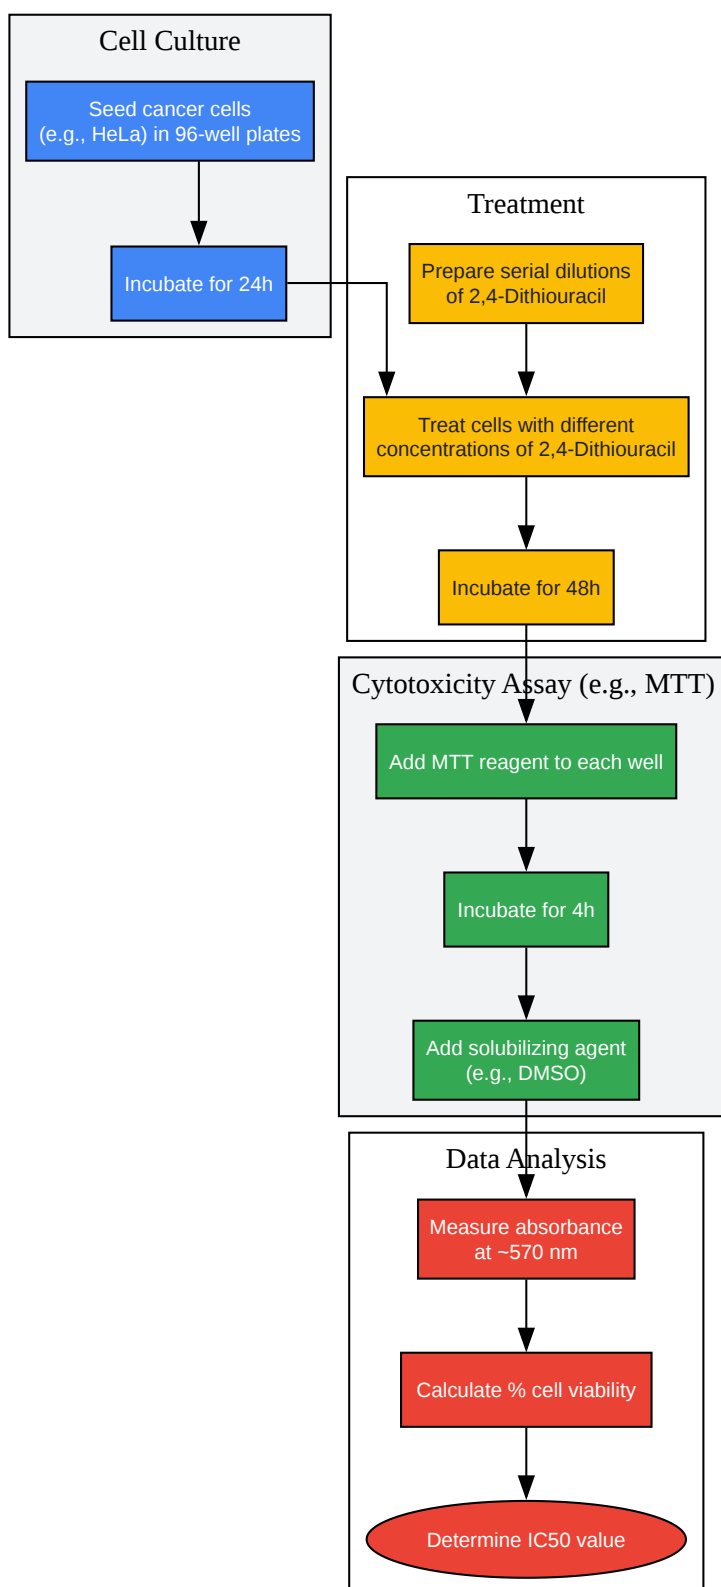 Cell Culture
Seed cancer cells
(e.g., HeLa) in 96-well plates
Incubate for 24h
Treatment
Prepare serial dilutions
of 2,4-Dithiouracil
Treat cells with different
concentrations of 2,4-Dithiouracil
Incubate for 48h
Cytotoxicity Assay (e.g., MTT)
Add MTT reagent to each well
Incubate for 4h
Add solubilizing agent
(e.g., DMSO)
Data Analysis
Measure absorbance
at ~570 nm
Calculate % cell viability
Determine IC50 value